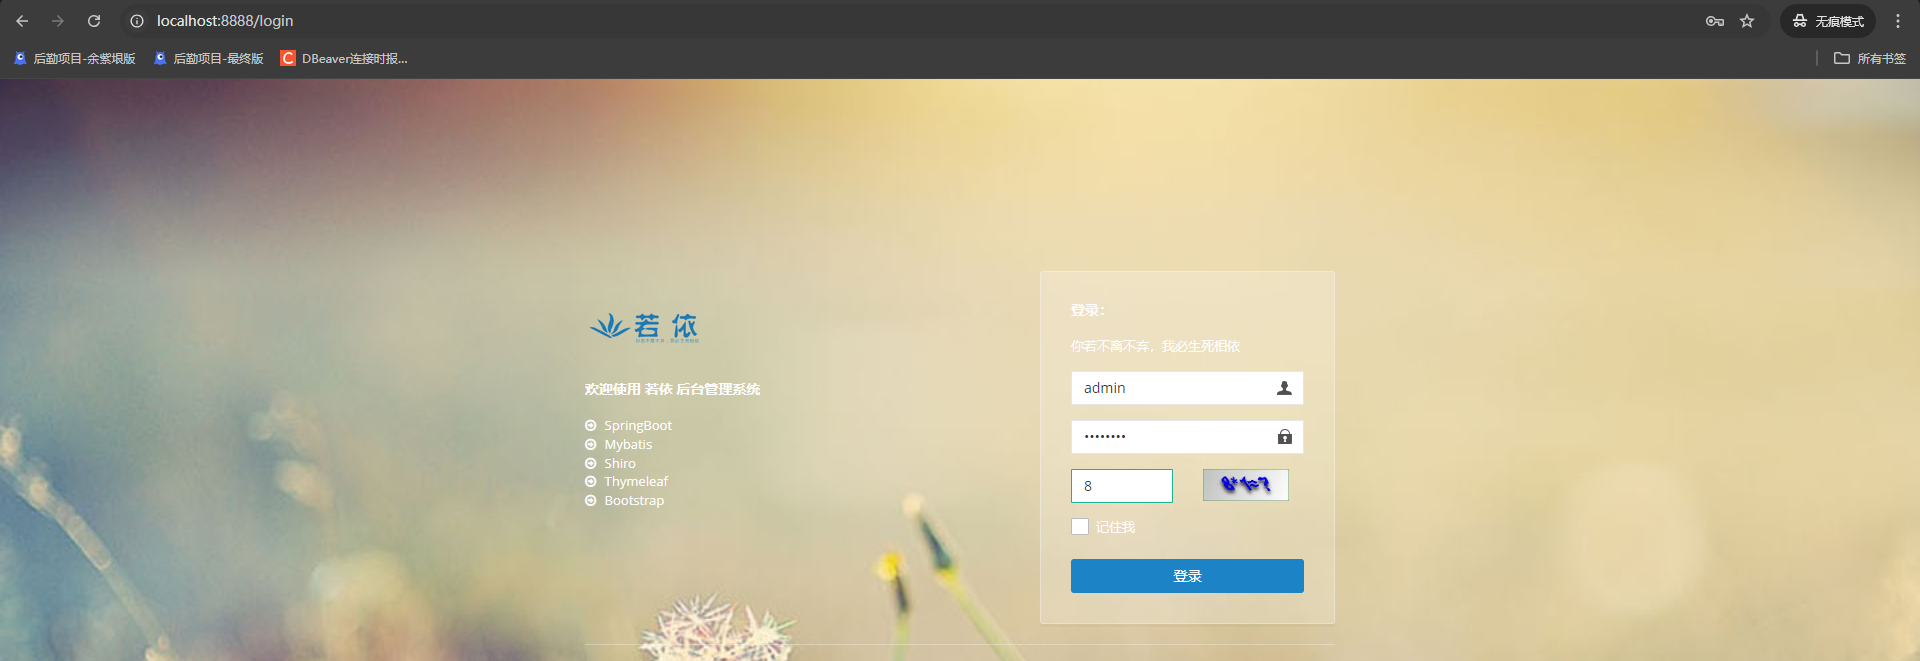 localhost:8888/login
无痕模式
后勤项目-余紫垠版
后勤项目-最终版
DBeaver连接时报...
所有书签
若依
欢迎使用 若依 后台管理系统
SpringBoot
Mybatis
Shiro
Thymeleaf
Bootstrap
登录：
你若不离不弃，我必生死相依
admin
••••••••
8
8*1=?
记住我
登录